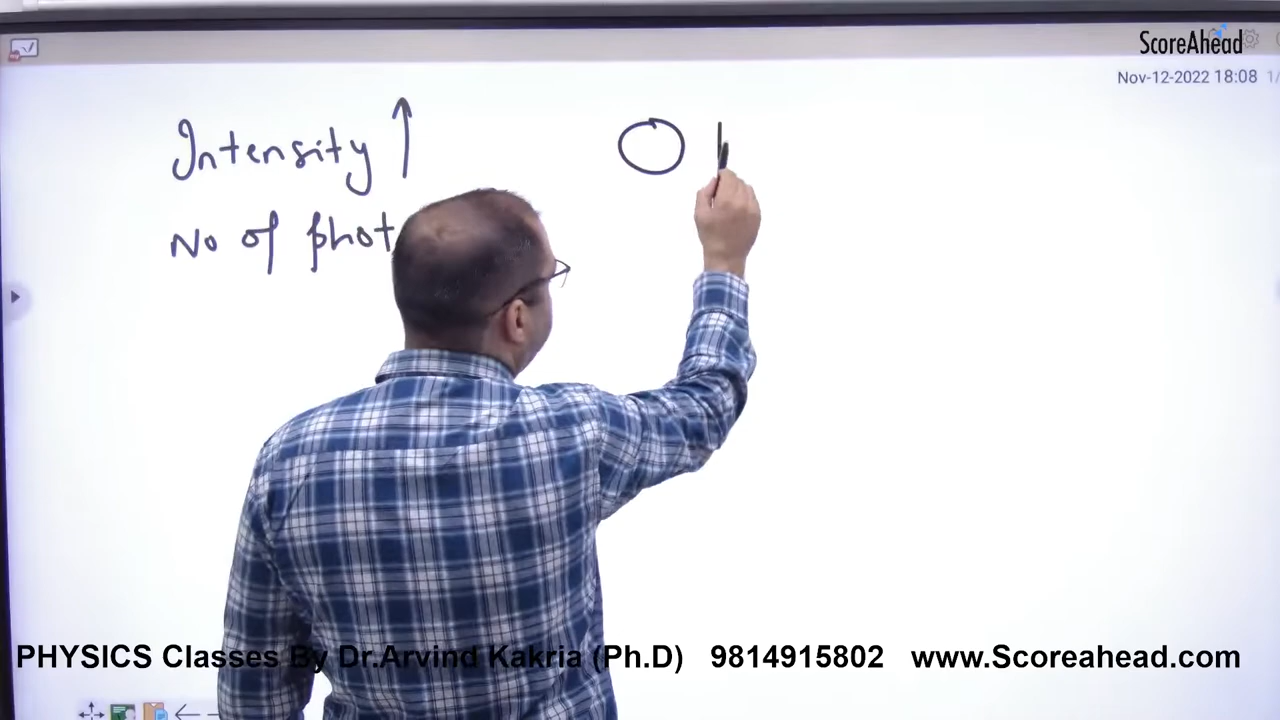 ScoreAhead
Nov-12-2022 18:08 1/
Intensity ↑
No of phot
PHYSICS Classes By Dr.Arvind Kakria (Ph.D) 9814915802 www.Scoreahead.com